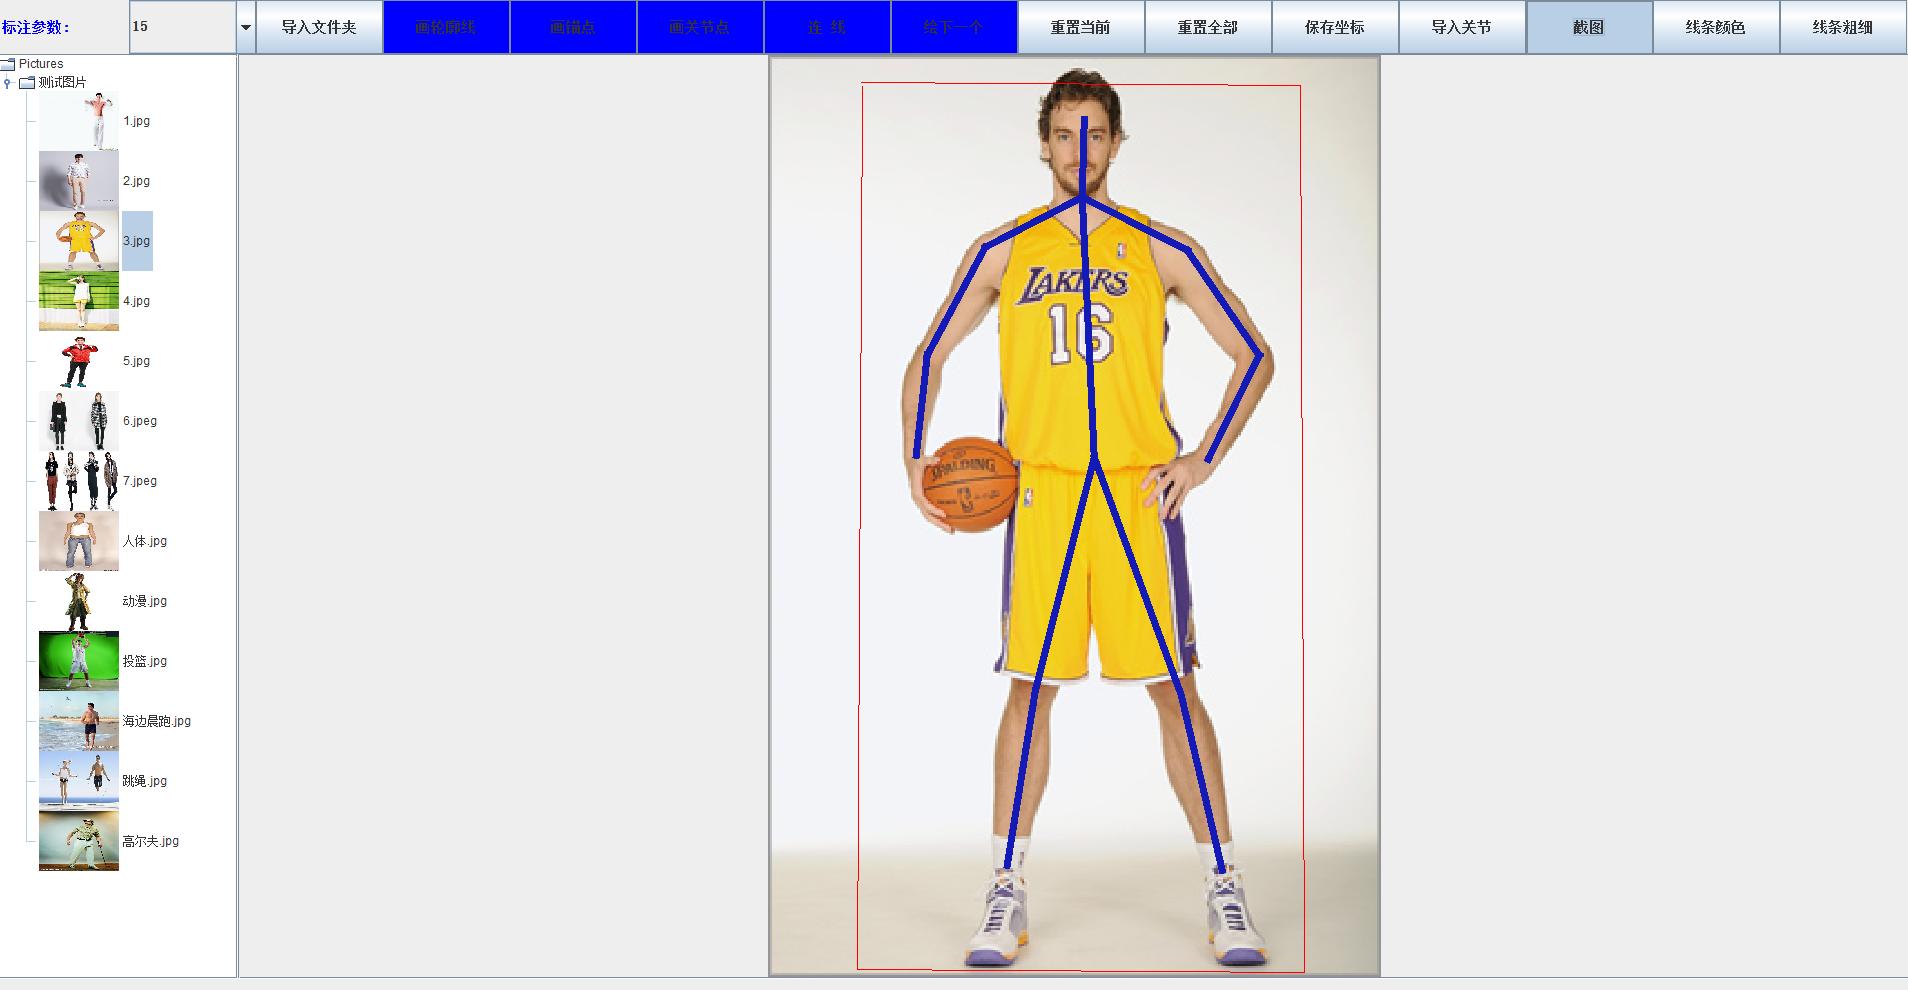 标注参数： 15 导入文件夹 画轮廓线 画锚点 画关节点 连 线 绘下一个 重置当前 重置全部 保存坐标 导入关节 截图 线条颜色 线条粗细
Pictures
测试图片
1.jpg
2.jpg
3.jpg
4.jpg
5.jpg
6.jpeg
7.jpeg
人体.jpg
动漫.jpg
投篮.jpg
海边晨跑.jpg
跳绳.jpg
高尔夫.jpg
LAKERS
16
SPALDING